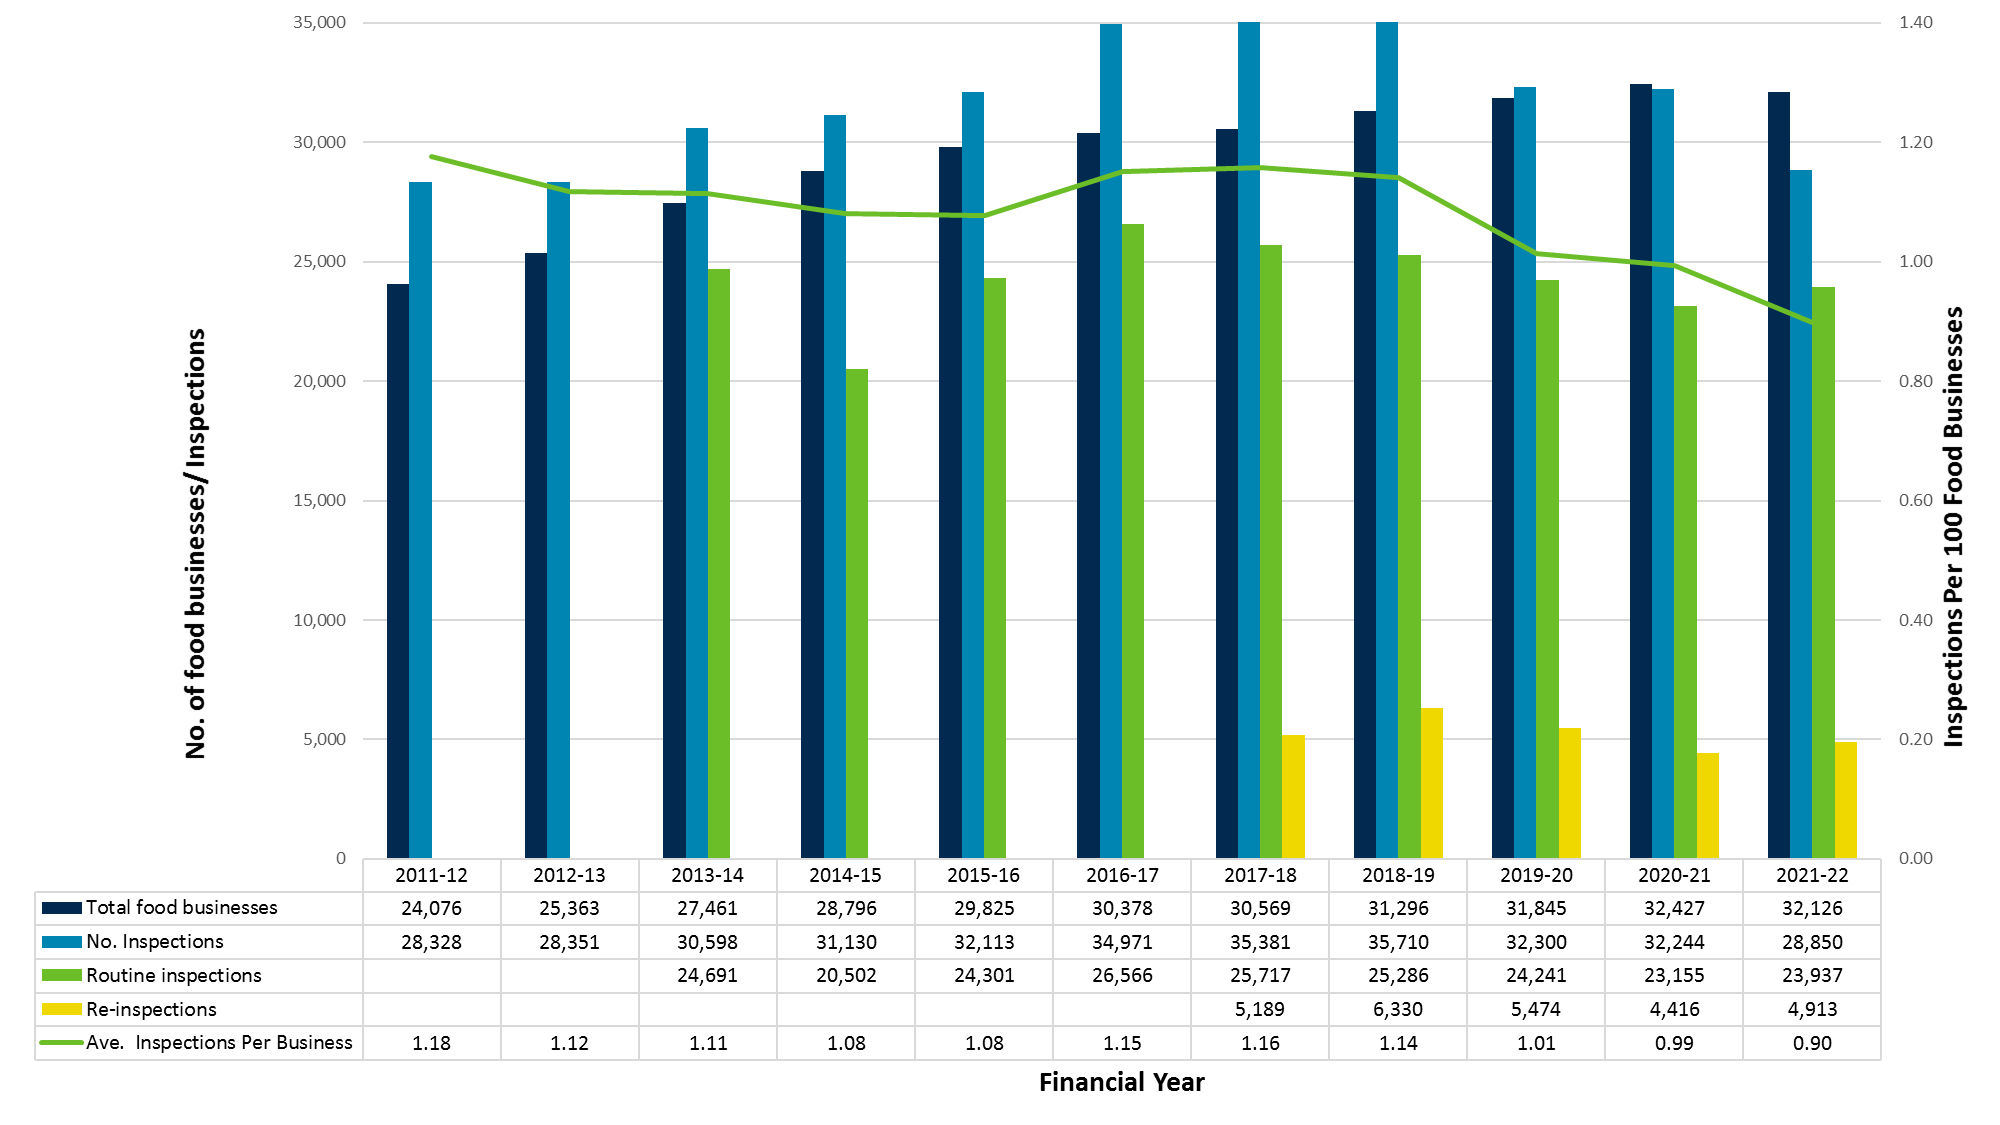 35,000
30,000
25,000
20,000
15,000
10,000
5,000
0
No. of food businesses/ Inspections
1.40
1.20
1.00
0.80
0.60
0.40
0.20
0.00
Inspections Per 100 Food Businesses
2011-12 2012-13 2013-14 2014-15 2015-16 2016-17 2017-18 2018-19 2019-20 2020-21 2021-22
Total food businesses 24,076 25,363 27,461 28,796 29,825 30,378 30,569 31,296 31,845 32,427 32,126
No. Inspections 28,328 28,351 30,598 31,130 32,113 34,971 35,381 35,710 32,300 32,244 28,850
Routine inspections 24,691 20,502 24,301 26,566 25,717 25,286 24,241 23,155 23,937
Re-inspections 5,189 6,330 5,474 4,416 4,913
Ave. Inspections Per Business 1.18 1.12 1.11 1.08 1.08 1.15 1.16 1.14 1.01 0.99 0.90
Financial Year